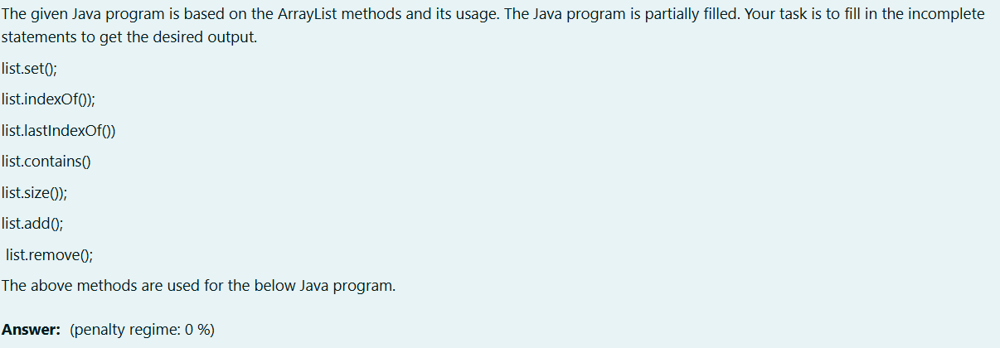 The given Java program is based on the ArrayList methods and its usage. The Java program is partially filled. Your task is to fill in the incomplete
statements to get the desired output.
list.set();
list.indexOf());
list.lastIndexOf())
list.contains()
list.size());
list.add();
list.remove();
The above methods are used for the below Java program.
Answer: (penalty regime: 0 %)